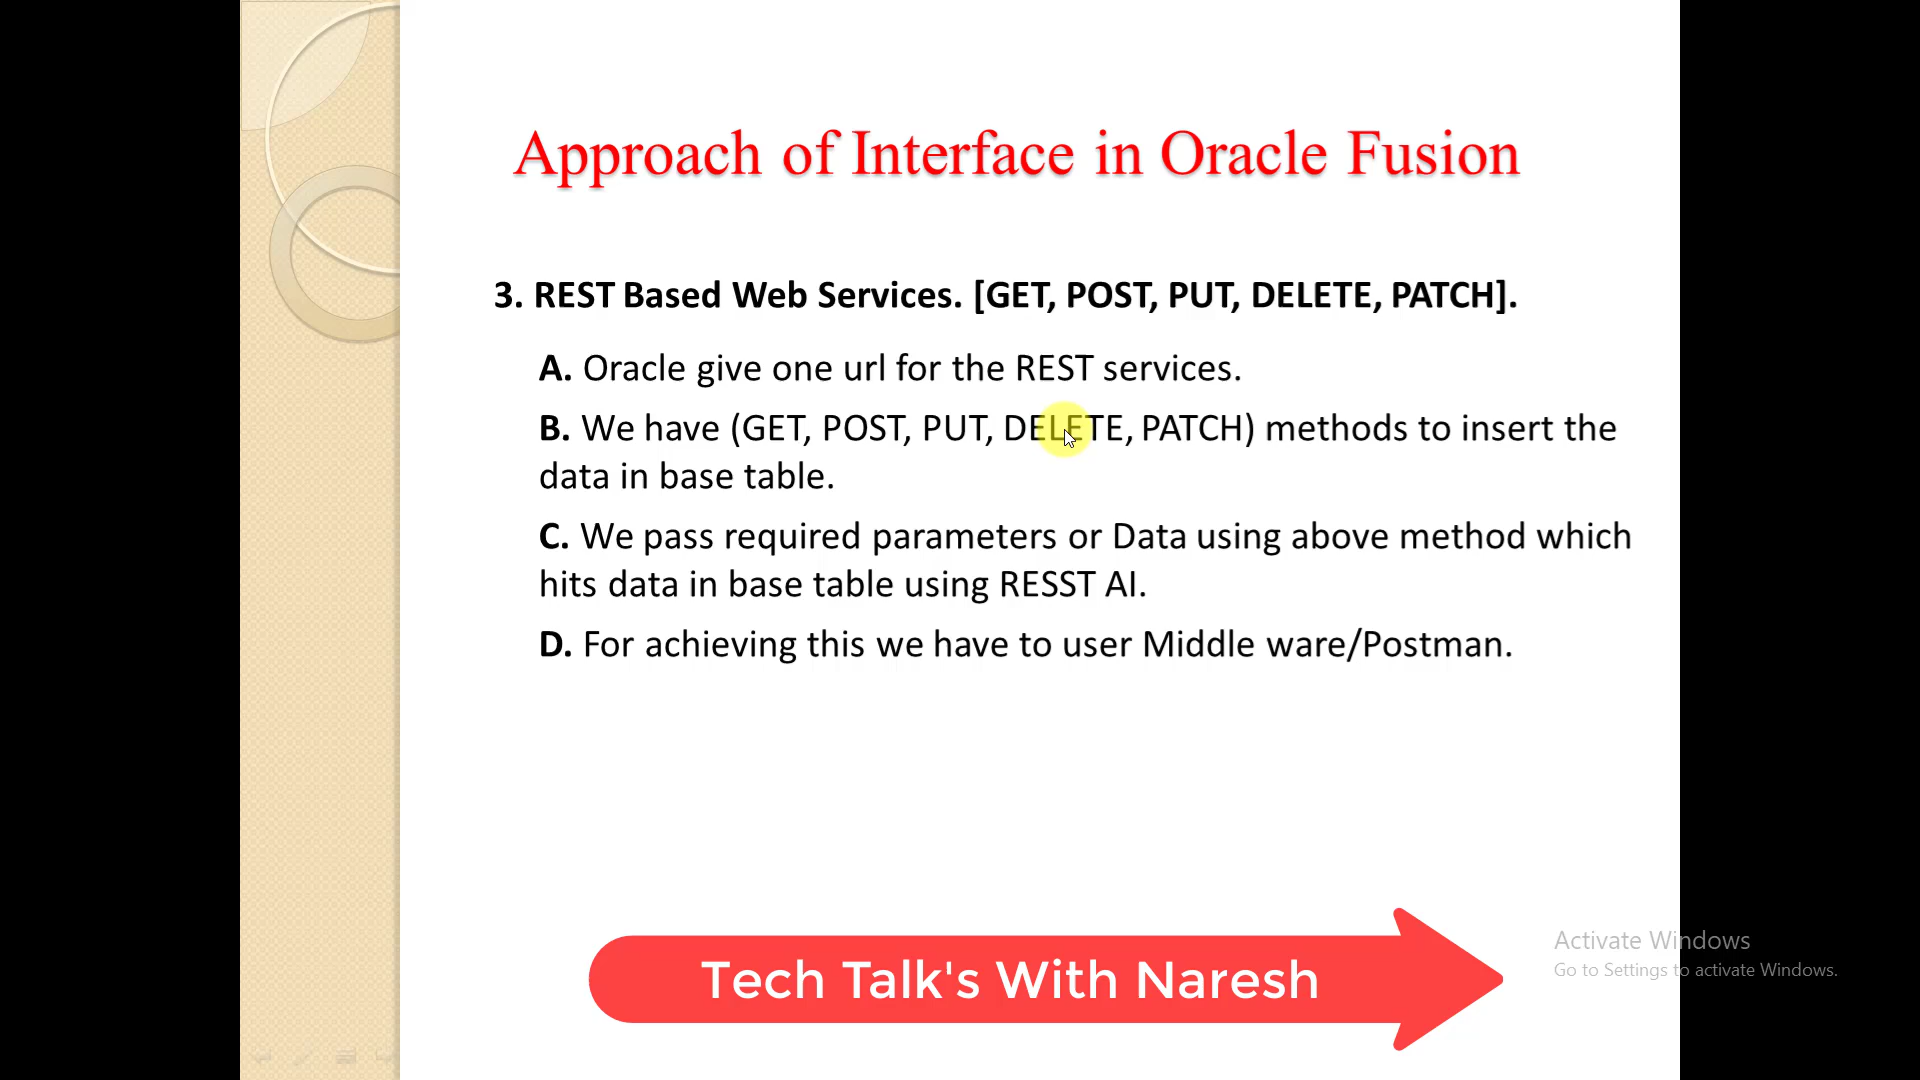 Approach of Interface in Oracle Fusion
3. REST Based Web Services. [GET, POST, PUT, DELETE, PATCH].
A. Oracle give one url for the REST services.
B. We have (GET, POST, PUT, DELETE, PATCH) methods to insert the
data in base table.
C. We pass required parameters or Data using above method which
hits data in base table using RESST AI.
D. For achieving this we have to user Middle ware/Postman.
Tech Talk's With Naresh
Activate Windows
Go to Settings to activate Windows.